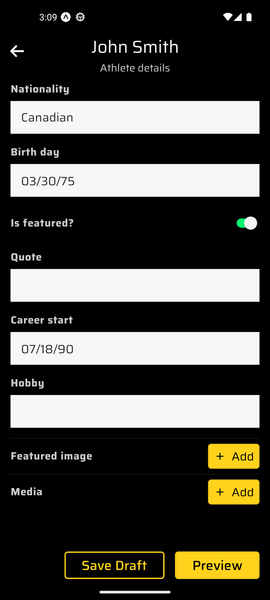 3:09
John Smith
Athlete details
Nationality
Canadian
Birth day
03/30/75
Is featured?
Quote
Career start
07/18/90
Hobby
Featured image
+ Add
Media
+ Add
Save Draft
Preview